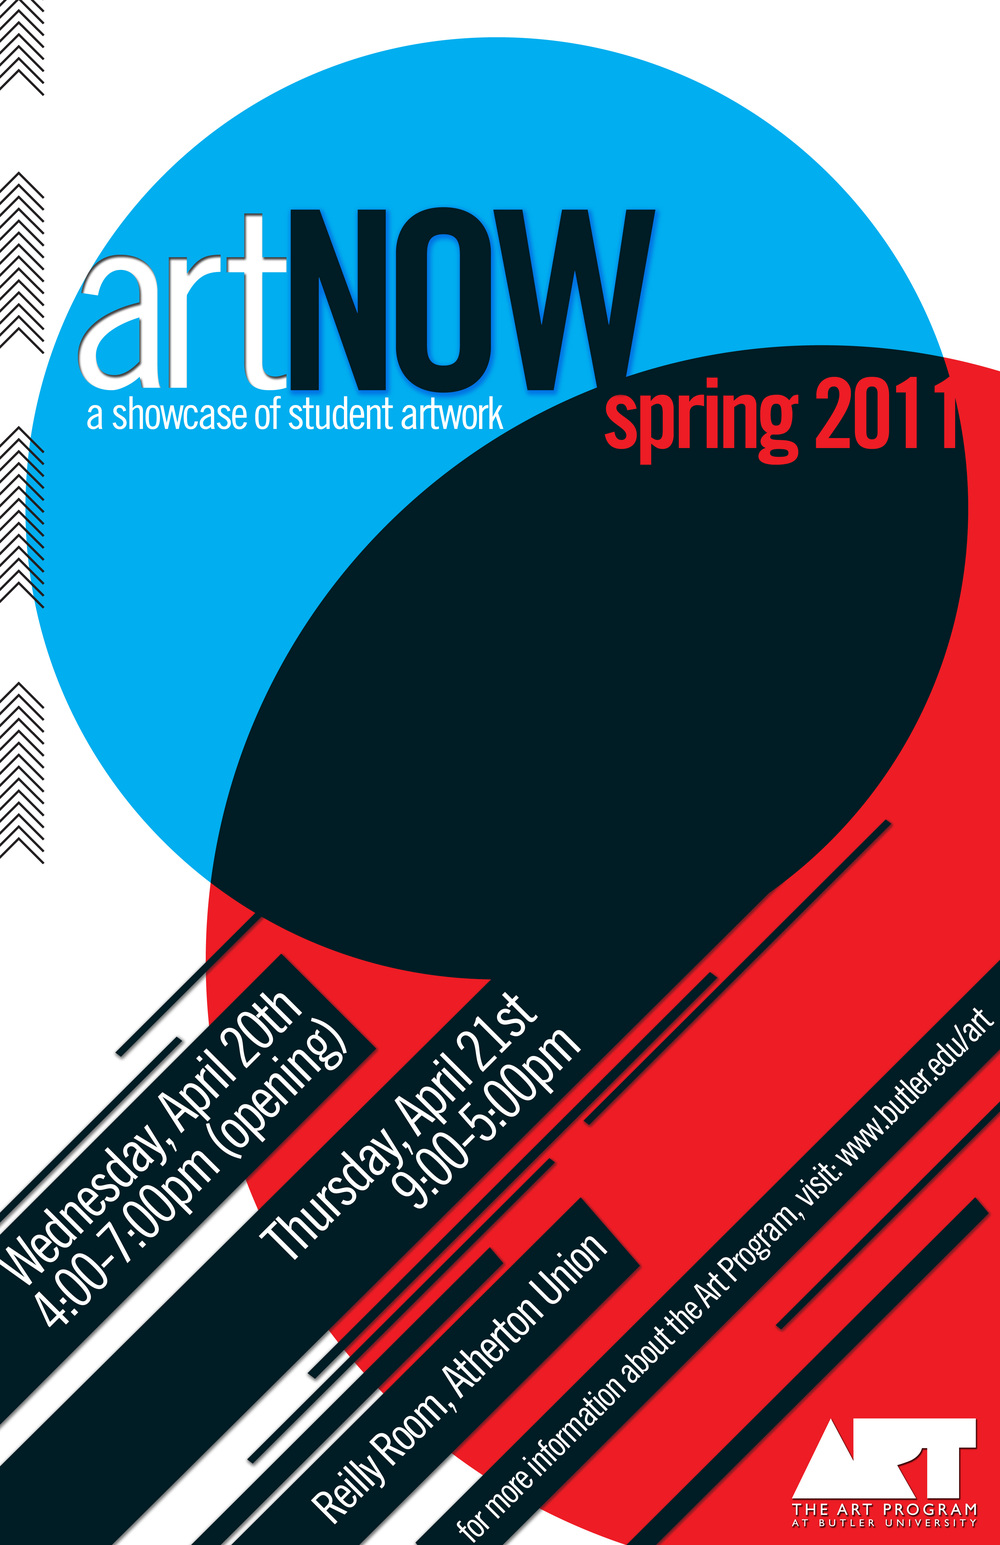 artNOW
a showcase of student artwork
spring 2011
Wednesday, April 20th
4:00-7:00pm (opening)
Thursday, April 21st
9:00-5:00pm
Reilly Room, Atherton Union
for more information about the Art Program, visit: www.butler.edu/art
ART
THE ART PROGRAM
AT BUTLER UNIVERSITY